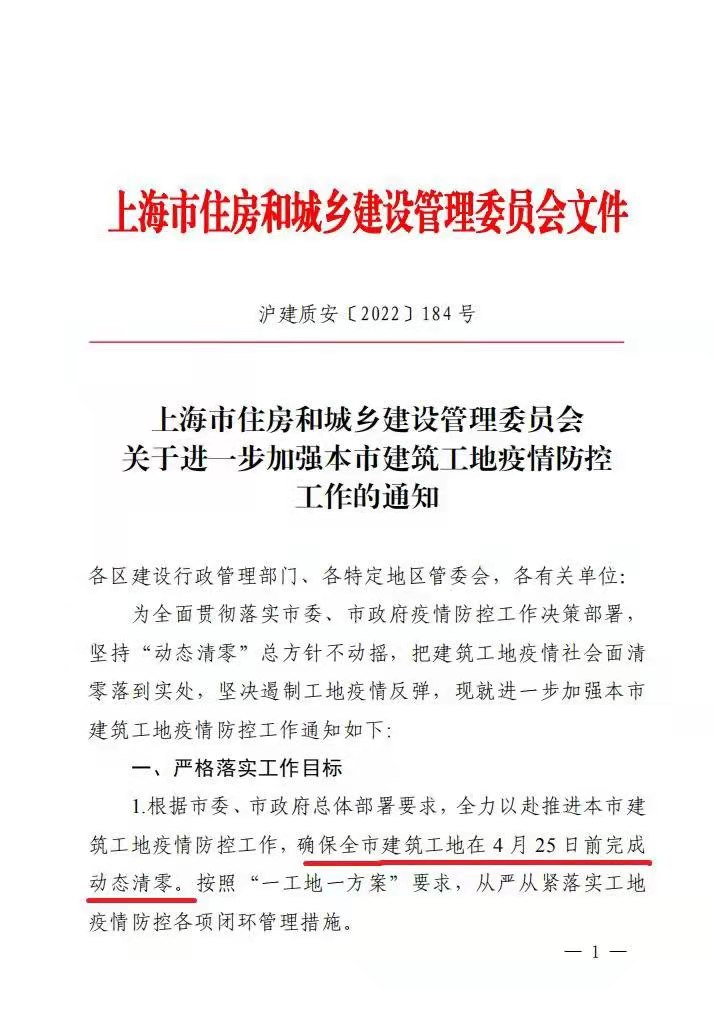 上海市住房和城乡建设管理委员会文件
沪建质安〔2022〕184 号
上海市住房和城乡建设管理委员会
关于进一步加强本市建筑工地疫情防控
工作的通知
各区建设行政管理部门、各特定地区管委会，各有关单位：
为全面贯彻落实市委、市政府疫情防控工作决策部署，
坚持“动态清零”总方针不动摇，把建筑工地疫情社会面清
零落到实处，坚决遏制工地疫情反弹，现就进一步加强本市
建筑工地疫情防控工作通知如下：
一、严格落实工作目标
1.根据市委、市政府总体部署要求，全力以赴推进本市建
筑工地疫情防控工作，确保全市建筑工地在 4 月 25 日前完成
动态清零。按照“一工地一方案”要求，从严从紧落实工地
疫情防控各项闭环管理措施。
— 1 —